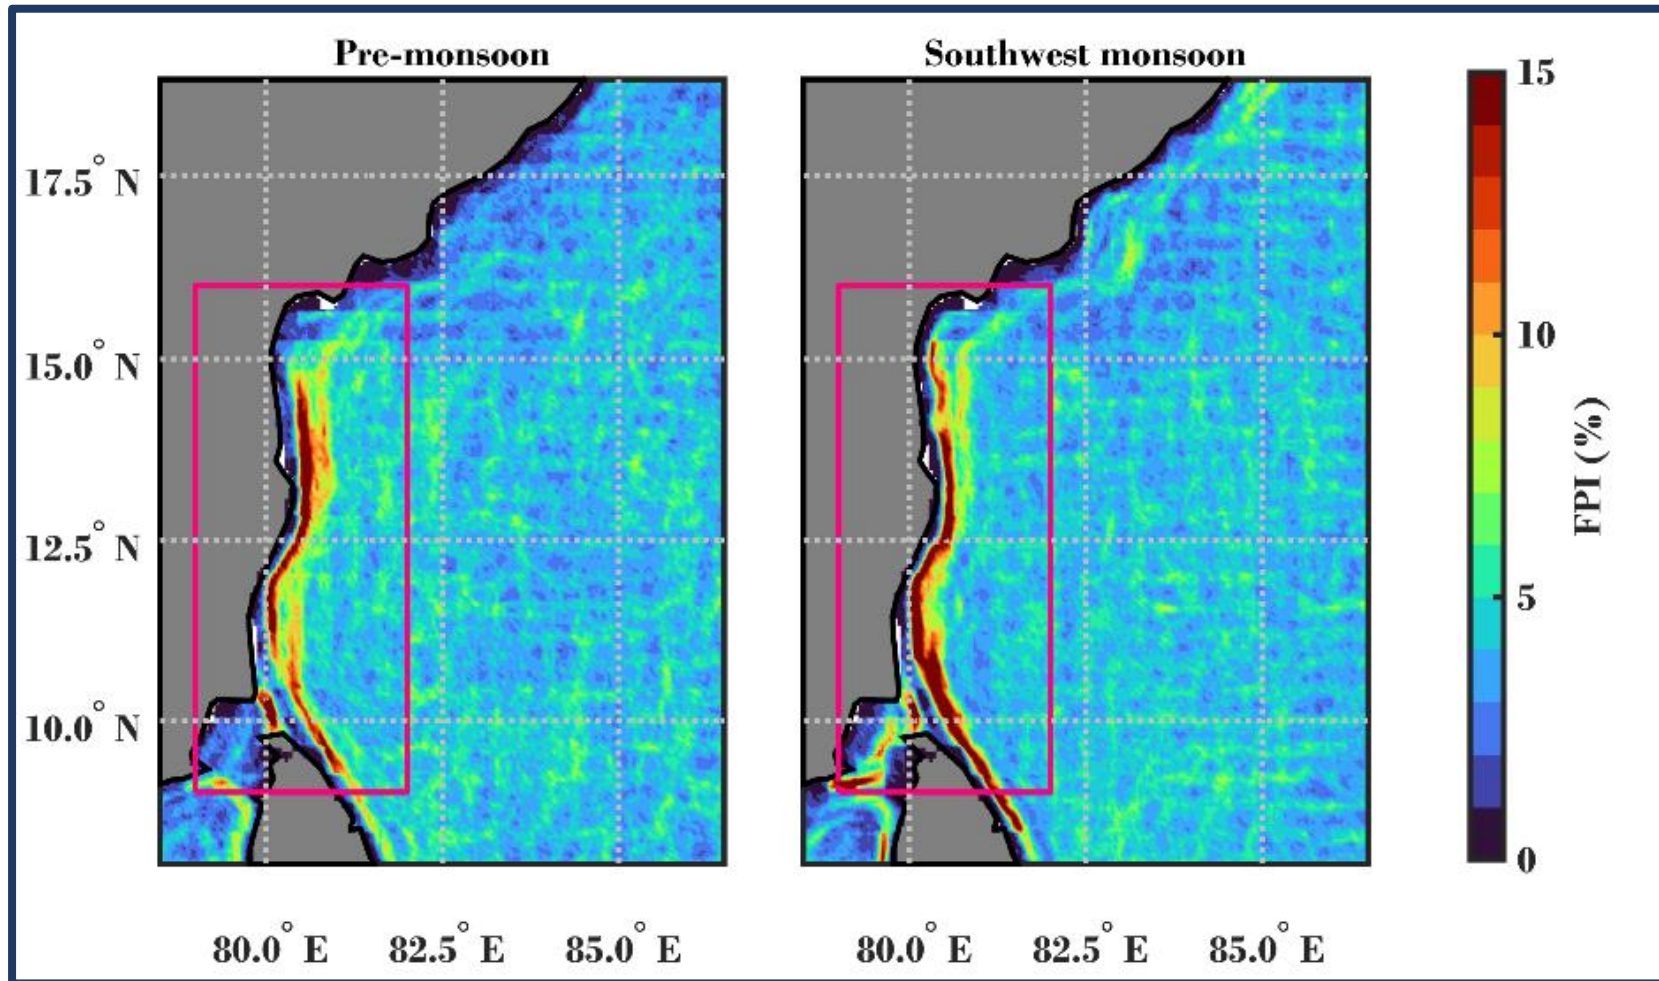 Pre-monsoon
Southwest monsoon
17.5° N
15.0° N
12.5° N
10.0° N
80.0° E 82.5° E 85.0° E
80.0° E 82.5° E 85.0° E
15
10
5
0
FPI (%)